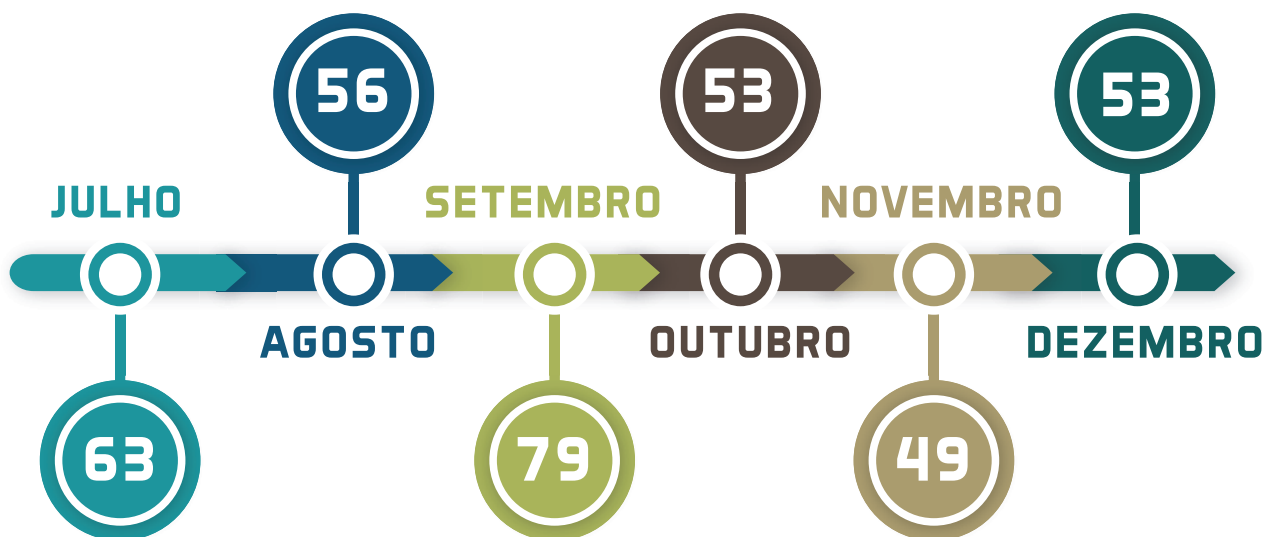 56
53
53
JULHO
SETEMBRO
NOVEMBRO
AGOSTO
OUTUBRO
DEZEMBRO
63
79
49